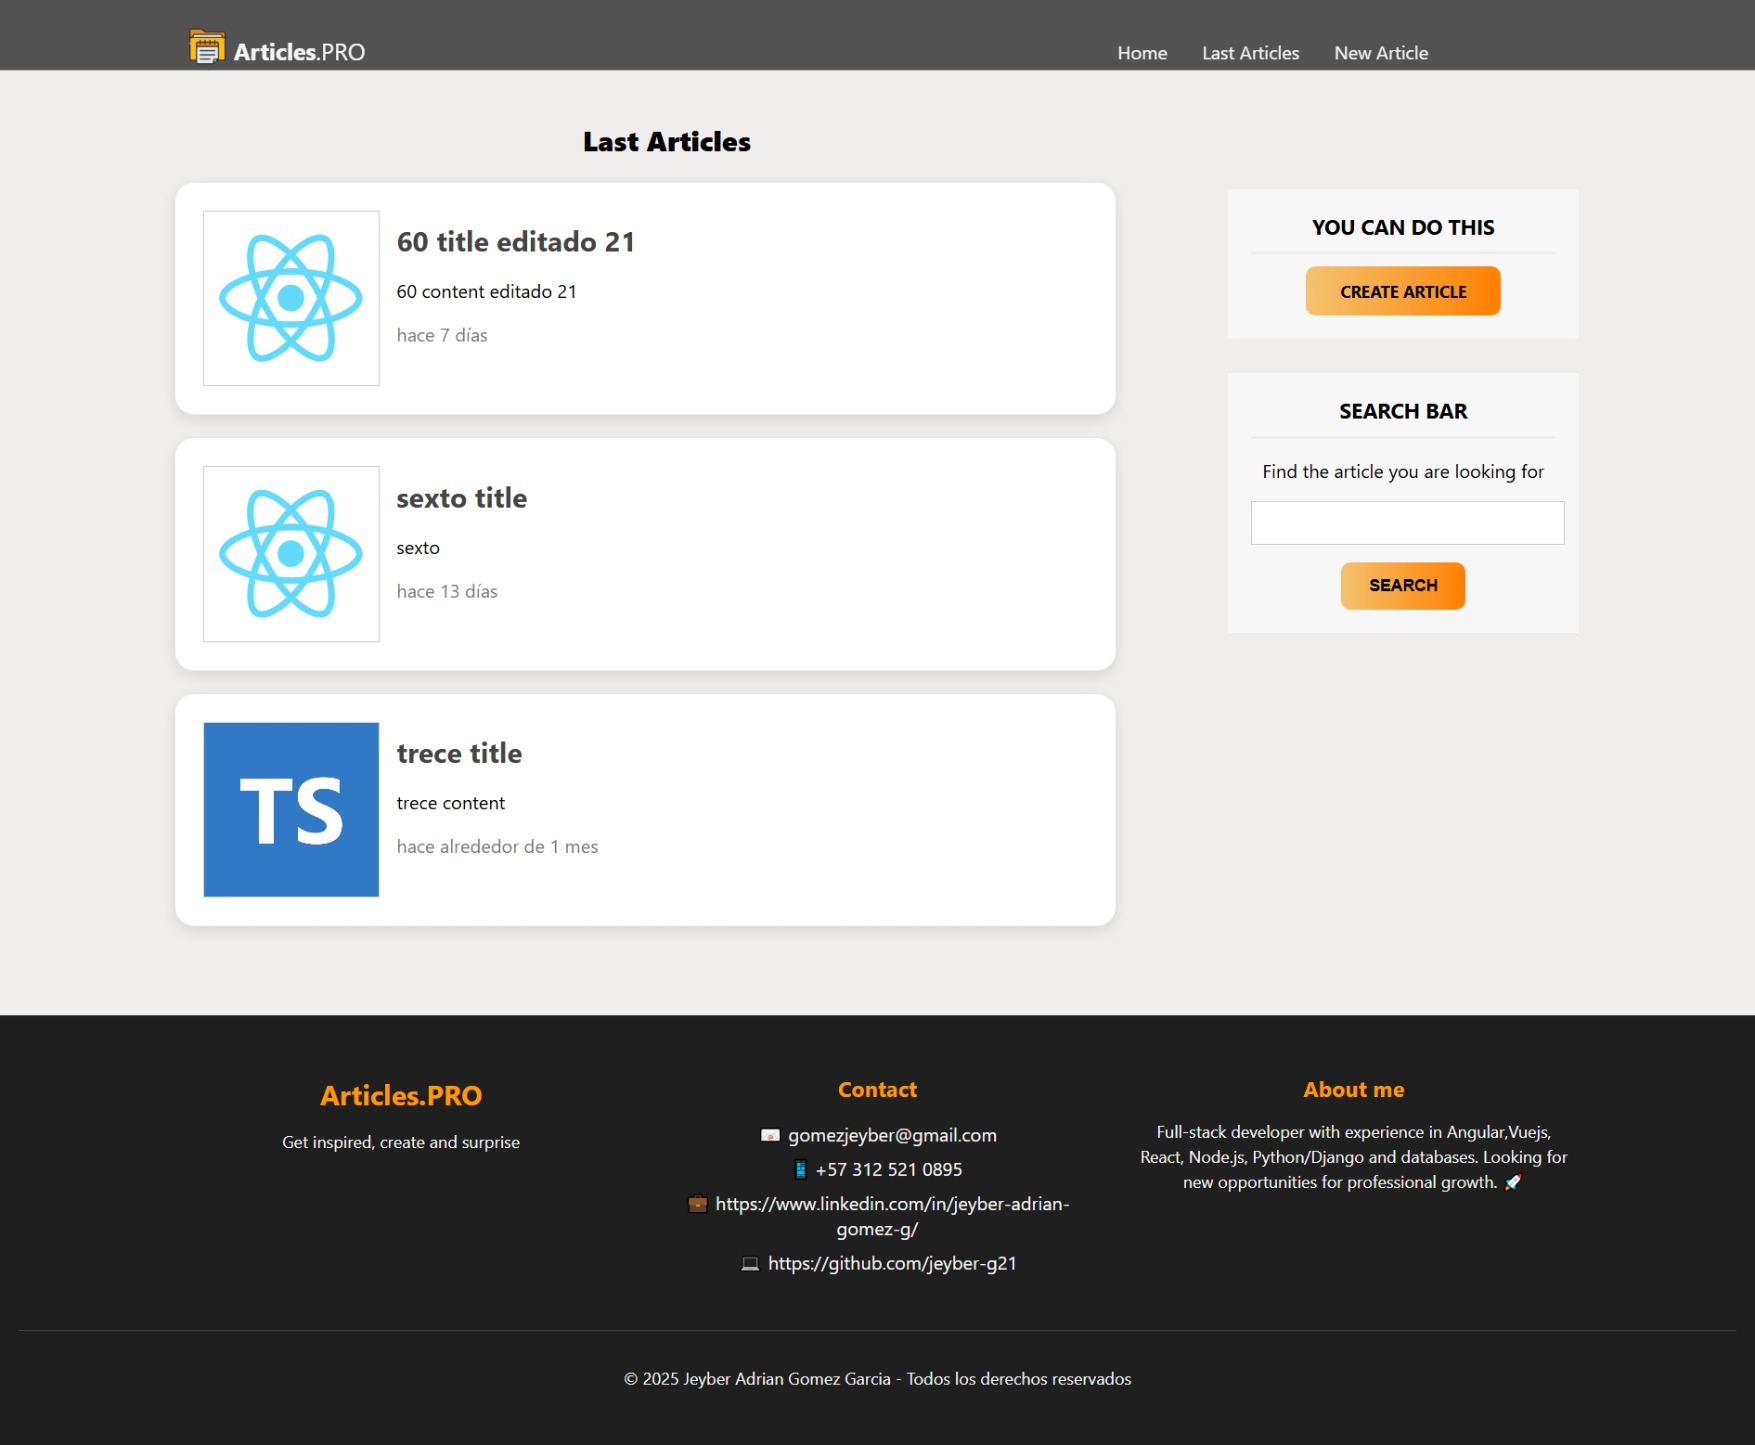 Articles.PRO
Home Last Articles New Article
Last Articles
60 title editado 21
60 content editado 21
hace 7 días
sexto title
sexto
hace 13 días
TS
trece title
trece content
hace alrededor de 1 mes
YOU CAN DO THIS
CREATE ARTICLE
SEARCH BAR
Find the article you are looking for
SEARCH
Articles.PRO
Get inspired, create and surprise
Contact
gomezjeyber@gmail.com
+57 312 521 0895
https://www.linkedin.com/in/jeyber-adrian-
gomez-g/
https://github.com/jeyber-g21
About me
Full-stack developer with experience in Angular,Vuejs,
React, Node.js, Python/Django and databases. Looking for
new opportunities for professional growth. 🚀
© 2025 Jeyber Adrian Gomez Garcia - Todos los derechos reservados